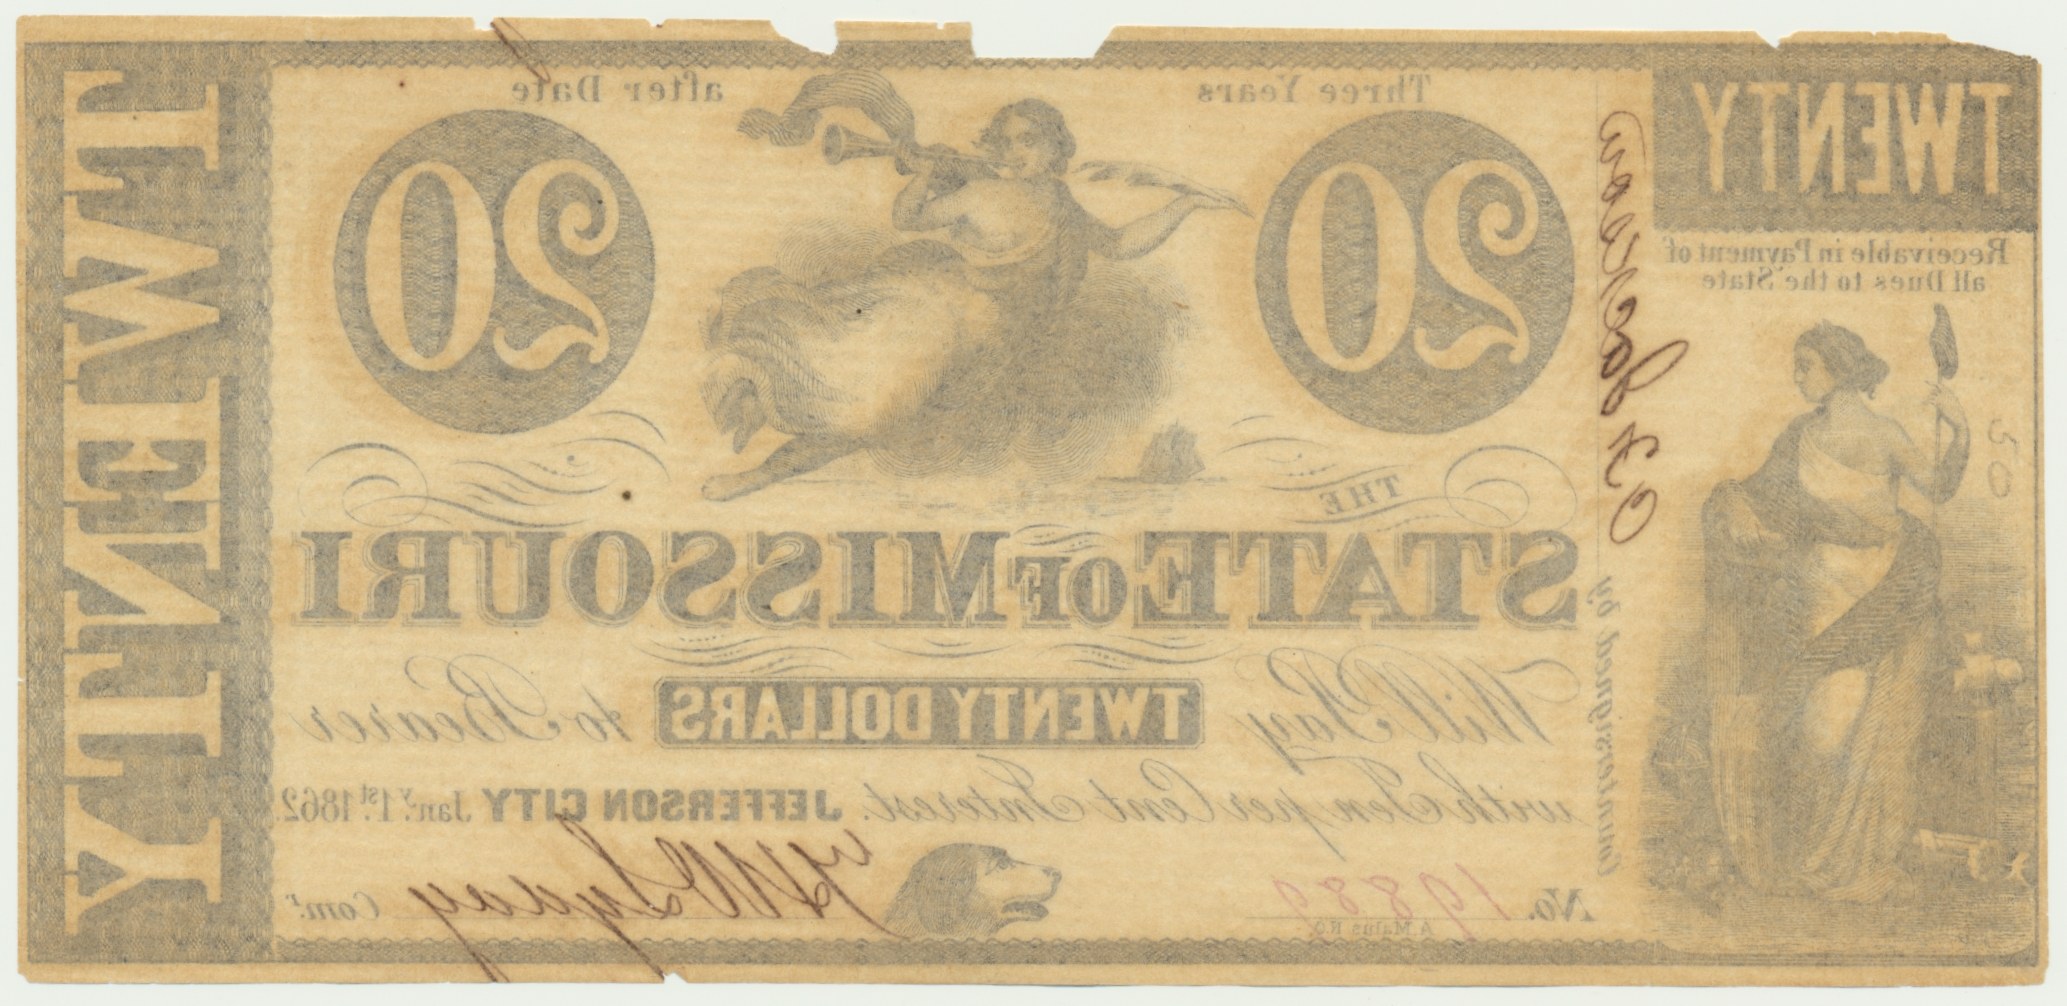 TWENTY
Three Years after Date
TWENTY
Receivable in Payment of
all Dues to the State
20
20
50
THE
STATE OF MISSOURI
Will Pay TWENTY DOLLARS to Bearer
with Ten per Cent Interest. JEFFERSON CITY Jany. 1st. 1862.
No. 19889
Comr.
Countersigned by